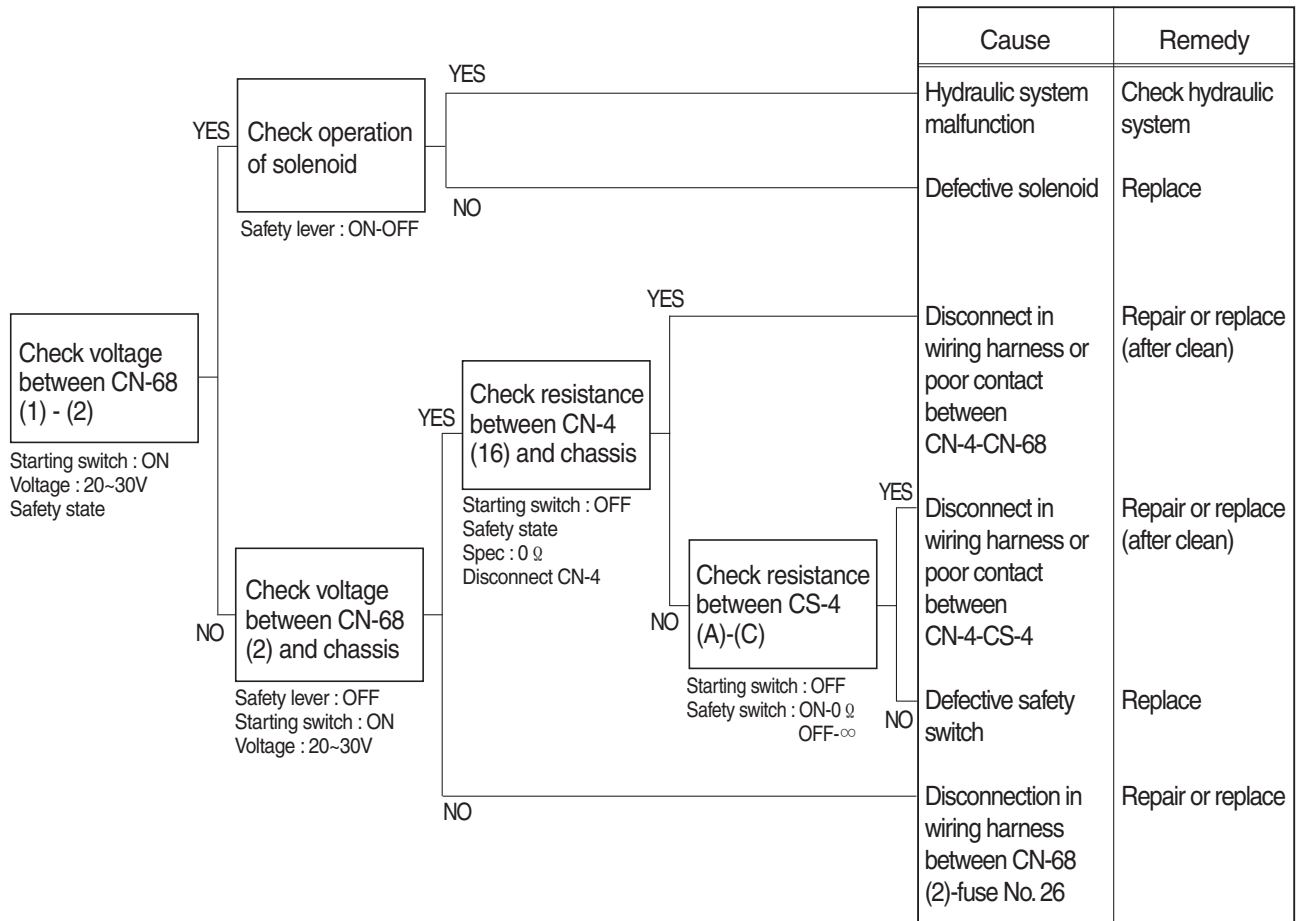 Cause
Remedy
YES
Hydraulic system
malfunction
Check hydraulic
system
YES
Check operation
of solenoid
NO
Defective solenoid
Replace
Safety lever : ON-OFF
YES
Disconnect in
wiring harness or
poor contact
between
CN-4-CN-68
Repair or replace
(after clean)
Check voltage
between CN-68
(1) - (2)
Starting switch : ON
Voltage : 20~30V
Safety state
YES
Check resistance
between CN-4
(16) and chassis
Starting switch : OFF
Safety state
Spec : 0 Ω
Disconnect CN-4
YES
Disconnect in
wiring harness or
poor contact
between
CN-4-CS-4
Repair or replace
(after clean)
NO
Check voltage
between CN-68
(2) and chassis
Safety lever : OFF
Starting switch : ON
Voltage : 20~30V
NO
Check resistance
between CS-4
(A)-(C)
Starting switch : OFF
Safety switch : ON-0 Ω
OFF-∞
NO
Defective safety
switch
Replace
NO
Disconnection in
wiring harness
between CN-68
(2)-fuse No. 26
Repair or replace